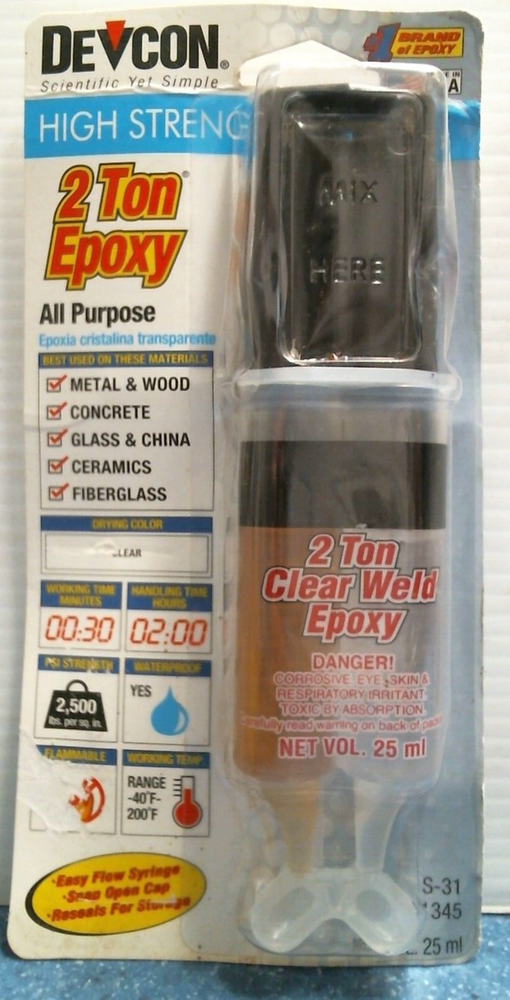 DEVCON®
Scientific Yet Simple
#1 BRAND
of EPOXY
IN
A
HIGH STRENG
2 Ton®
Epoxy
All Purpose
Epoxia cristalina transparente
BEST USED ON THESE MATERIALS
METAL & WOOD
CONCRETE
GLASS & CHINA
CERAMICS
FIBERGLASS
DRYING COLOR
CLEAR
WORKING TIME
MINUTES
00:30
HANDLING TIME
HOURS
02:00
PSI STRENGTH
2,500
lbs. per sq. in.
WATERPROOF
YES
FLAMMABLE
WORKING TEMP
RANGE
-40°F-
200°F
•Easy Flow Syringe
•Snap Open Cap
•Reseals For Storage
MIX
HERE
2 Ton
Clear Weld
Epoxy
DANGER!
CORROSIVE, EYE, SKIN &
RESPIRATORY IRRITANT.
TOXIC BY ABSORPTION.
Carefully read warning on back of pack
NET VOL. 25 ml
S-31
1345
25 ml